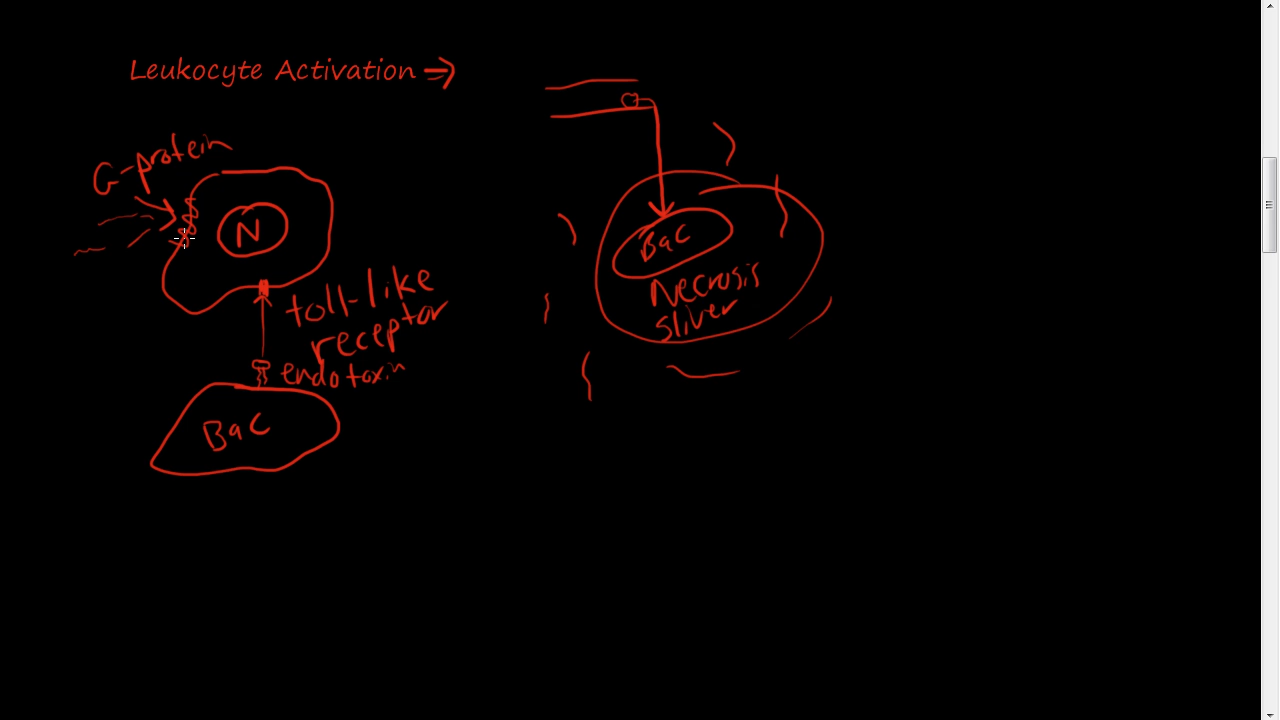 Leukocyte Activation ⇒
G-protein
N
toll-like
receptor
endotoxin
Bac
Bac
Necrosis
sliver